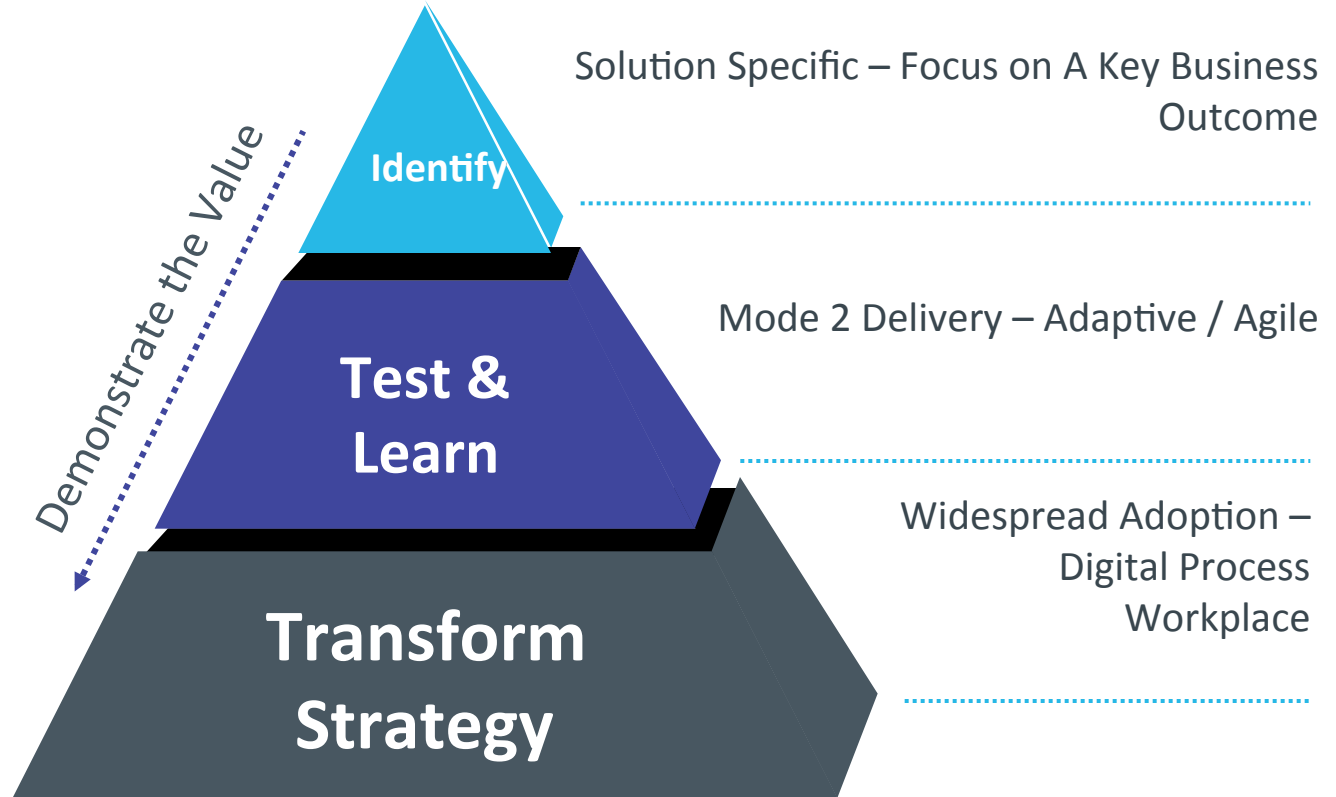 Solution Specific – Focus on A Key Business
Outcome
Identify
Demonstrate the Value
Mode 2 Delivery – Adaptive / Agile
Test &
Learn
Widespread Adoption –
Digital Process
Workplace
Transform
Strategy